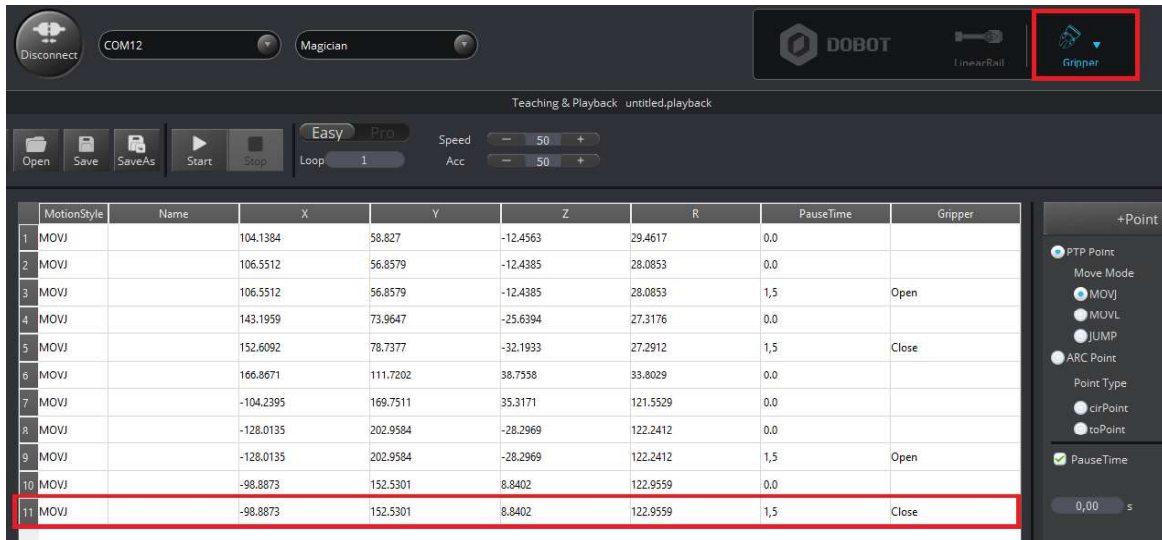 Disconnect COM12 Magician DOBOT LinearRail Gripper
Teaching & Playback untitled.playback
Open Save SaveAs Start Stop
Easy Pro
Loop 1
Speed − 50 +
Acc − 50 +
MotionStyle Name X Y Z R PauseTime Gripper
1 MOVJ 104.1384 58.827 -12.4563 29.4617 0.0
2 MOVJ 106.5512 56.8579 -12.4385 28.0853 0.0
3 MOVJ 106.5512 56.8579 -12.4385 28.0853 1,5 Open
4 MOVJ 143.1959 73.9647 -25.6394 27.3176 0.0
5 MOVJ 152.6092 78.7377 -32.1933 27.2912 1,5 Close
6 MOVJ 166.8671 111.7202 38.7558 33.8029 0.0
7 MOVJ -104.2395 169.7511 35.3171 121.5529 0.0
8 MOVJ -128.0135 202.9584 -28.2969 122.2412 0.0
9 MOVJ -128.0135 202.9584 -28.2969 122.2412 1,5 Open
10 MOVJ -98.8873 152.5301 8.8402 122.9559 0.0
11 MOVJ -98.8873 152.5301 8.8402 122.9559 1,5 Close
+Point
PTP Point
Move Mode
MOVJ
MOVL
JUMP
ARC Point
Point Type
cirPoint
toPoint
PauseTime
0,00 s